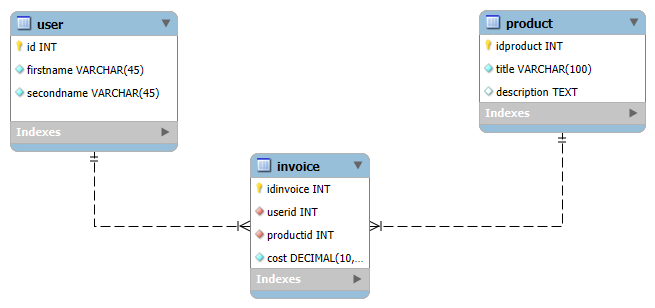 user
id INT
firstname VARCHAR(45)
secondname VARCHAR(45)
Indexes
product
idproduct INT
title VARCHAR(100)
description TEXT
Indexes
invoice
idinvoice INT
userid INT
productid INT
cost DECIMAL(10,...
Indexes